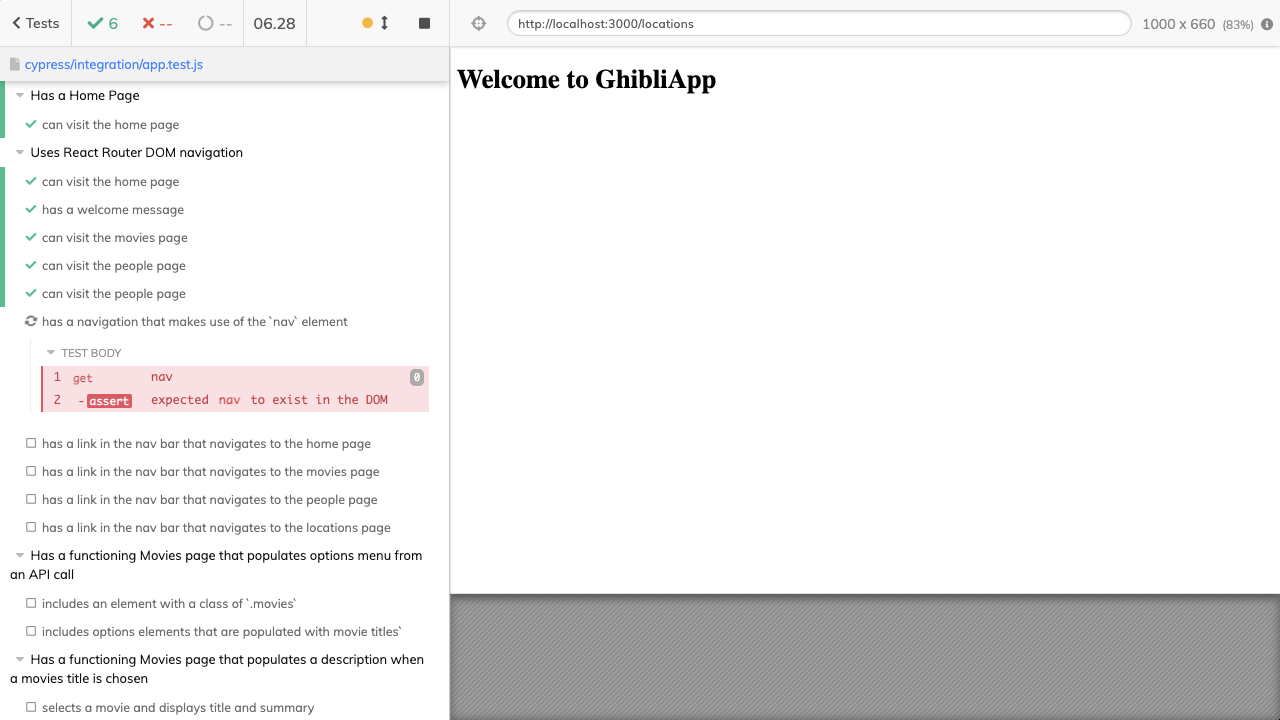 Tests 6 -- -- 06.28
http://localhost:3000/locations 1000 x 660 (83%)
cypress/integration/app.test.js
Has a Home Page
can visit the home page
Uses React Router DOM navigation
can visit the home page
has a welcome message
can visit the movies page
can visit the people page
can visit the people page
has a navigation that makes use of the `nav` element
TEST BODY
1 get nav 0
2 -assert expected nav to exist in the DOM
has a link in the nav bar that navigates to the home page
has a link in the nav bar that navigates to the movies page
has a link in the nav bar that navigates to the people page
has a link in the nav bar that navigates to the locations page
Has a functioning Movies page that populates options menu from
an API call
includes an element with a class of `.movies`
includes options elements that are populated with movie titles`
Has a functioning Movies page that populates a description when
a movies title is chosen
selects a movie and displays title and summary
Welcome to GhibliApp